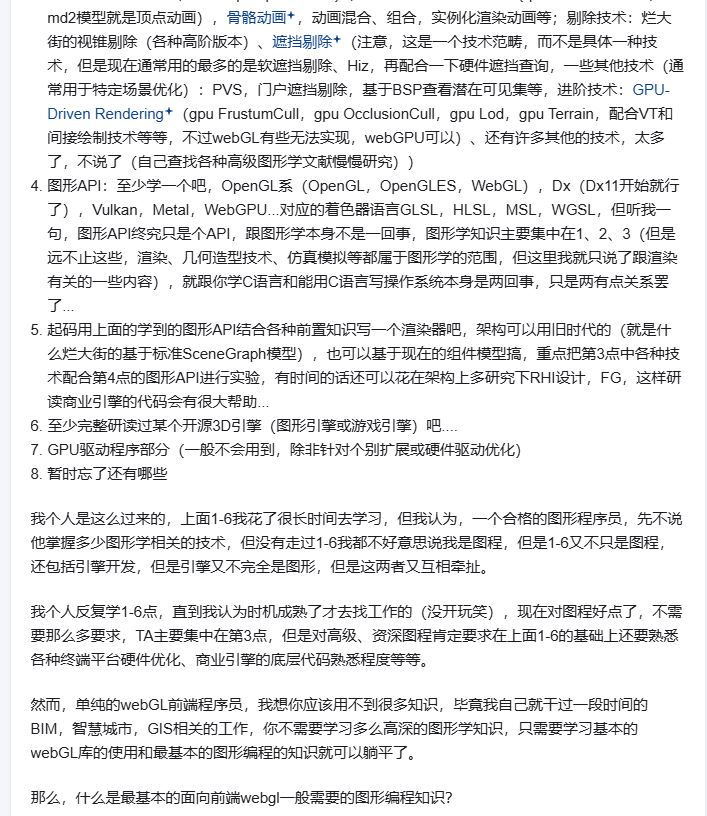 md2模型就是顶点动画），骨骼动画，动画混合、组合，实例化渲染动画等；剔除技术：烂大
街的视锥剔除（各种高阶版本）、遮挡剔除（注意，这是一个技术范畴，而不是具体一种技
术，但是现在通常用的最多的是软遮挡剔除、Hiz，再配合一下硬件遮挡查询，一些其他技术（通
常用于特定场景优化）：PVS，门户遮挡剔除，基于BSP查看潜在可见集等，进阶技术：GPU-
Driven Rendering（gpu FrustumCull，gpu OcclusionCull，gpu Lod，gpu Terrain，配合VT和
间接绘制技术等等，不过webGL有些无法实现，webGPU可以）、还有许多其他的技术，太多
了，不说了（自己查找各种高级图形学文献慢慢研究））
4. 图形API：至少学一个吧，OpenGL系（OpenGL，OpenGLES，WebGL），Dx（Dx11开始就行
了），Vulkan，Metal，WebGPU...对应的着色器语言GLSL，HLSL，MSL，WGSL，但听我一
句，图形API终究只是个API，跟图形学本身不是一回事，图形学知识主要集中在1、2、3（但是
远不止这些，渲染、几何造型技术、仿真模拟等都属于图形学的范围，但这里我就只说了跟渲染
有关的一些内容），就跟你学C语言和能用C语言写操作系统本身是两回事，只是两有点关系罢
了...
5. 起码用上面的学到的图形API结合各种前置知识写一个渲染器吧，架构可以用旧时代的（就是什
么烂大街的基于标准SceneGraph模型），也可以基于现在的组件模型搞，重点把第3点中各种技
术配合第4点的图形API进行实验，有时间的话还可以花在架构上多研究下RHI设计，FG，这样研
读商业引擎的代码会有很大帮助...
6. 至少完整研读过某个开源3D引擎（图形引擎或游戏引擎）吧....
7. GPU驱动程序部分（一般不会用到，除非针对个别扩展或硬件驱动优化）
8. 暂时忘了还有哪些
我个人是这么过来的，上面1-6我花了很长时间去学习，但我认为，一个合格的图形程序员，先不说
他掌握多少图形学相关的技术，但没有走过1-6我都不好意思说我是图程，但是1-6又不只是图程，
还包括引擎开发，但是引擎又不完全是图形，但是这两者又互相牵扯。
我个人反复学1-6点，直到我认为时机成熟了才去找工作的（没开玩笑），现在对图程好点了，不需
要那么多要求，TA主要集中在第3点，但是对高级、资深图程肯定要求在上面1-6的基础上还要熟悉
各种终端平台硬件优化、商业引擎的底层代码熟悉程度等等。
然而，单纯的webGL前端程序员，我想你应该用不到很多知识，毕竟我自己就干过一段时间的
BIM，智慧城市，GIS相关的工作，你不需要学习多么高深的图形学知识，只需要学习基本的
webGL库的使用和最基本的图形编程的知识就可以躺平了。
那么，什么是最基本的面向前端webgl一般需要的图形编程知识？